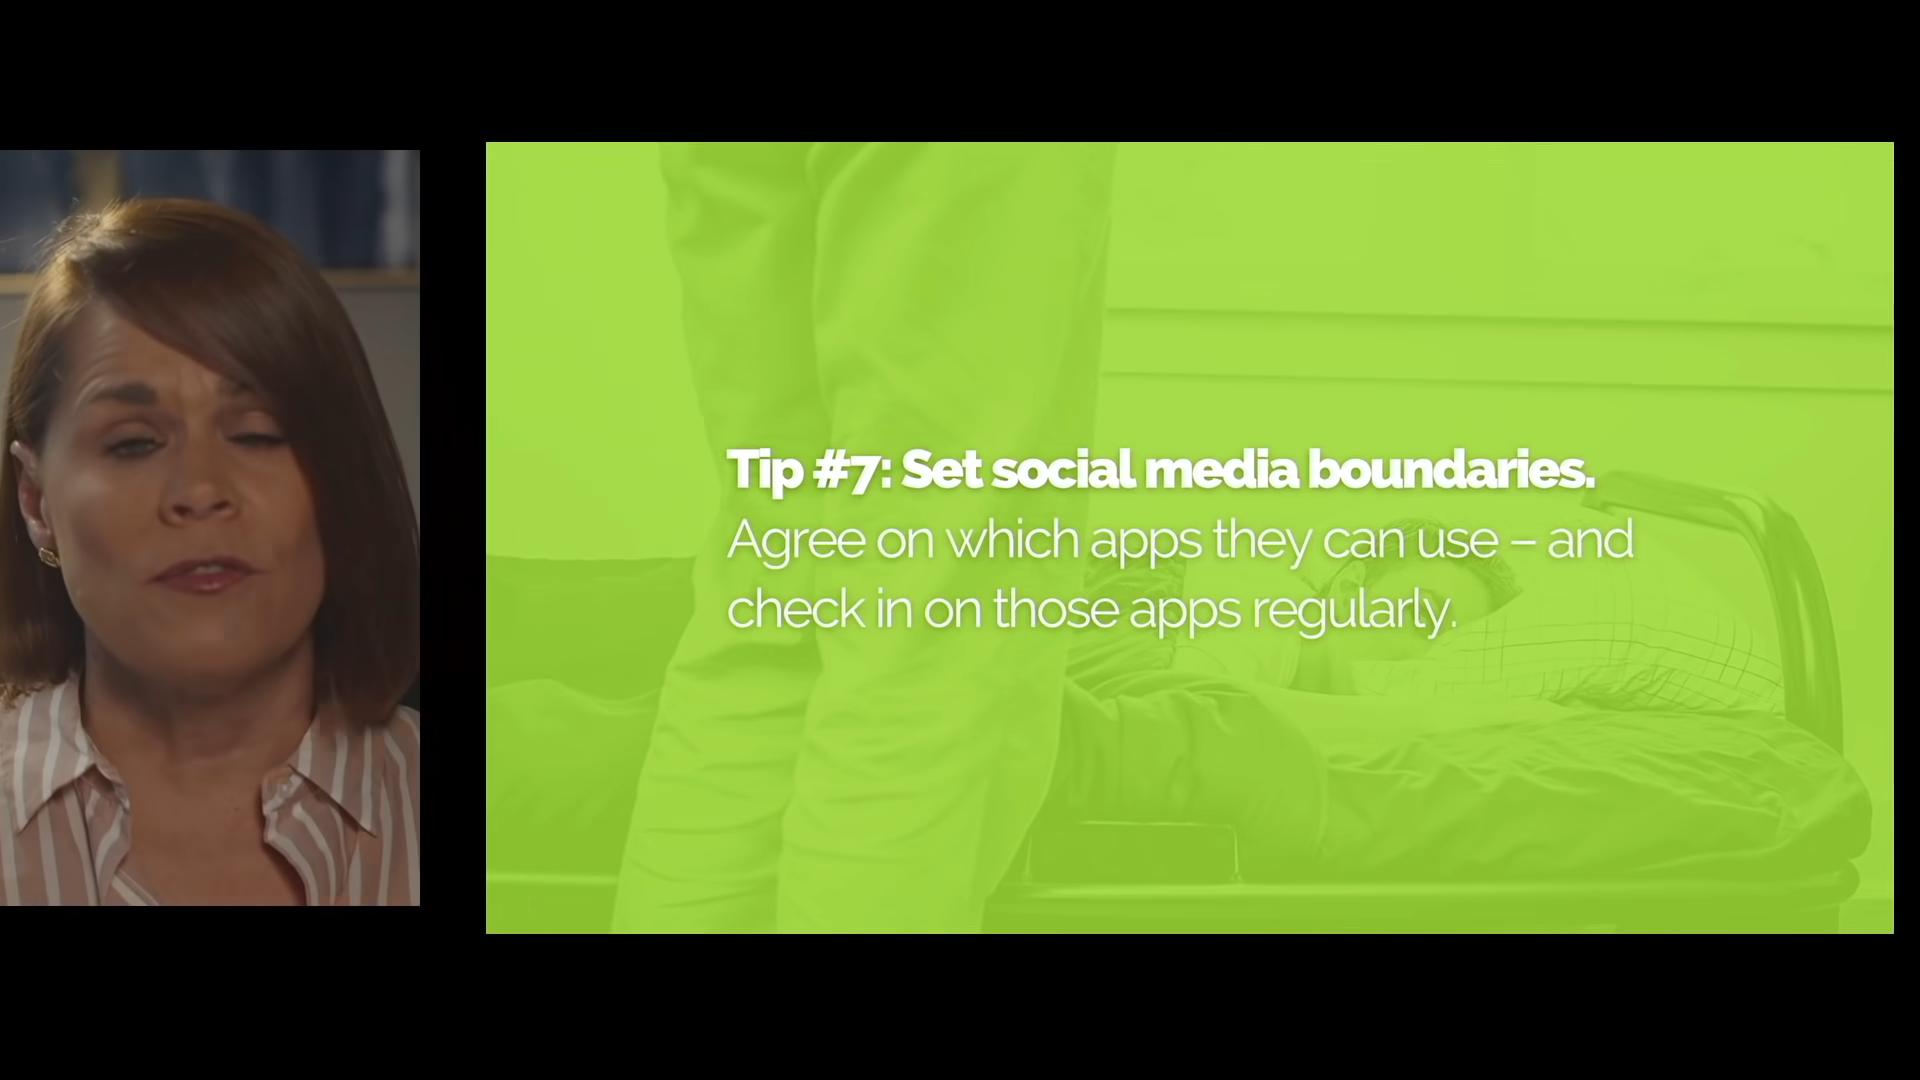 Tip #7: Set social media boundaries.
Agree on which apps they can use – and
check in on those apps regularly.